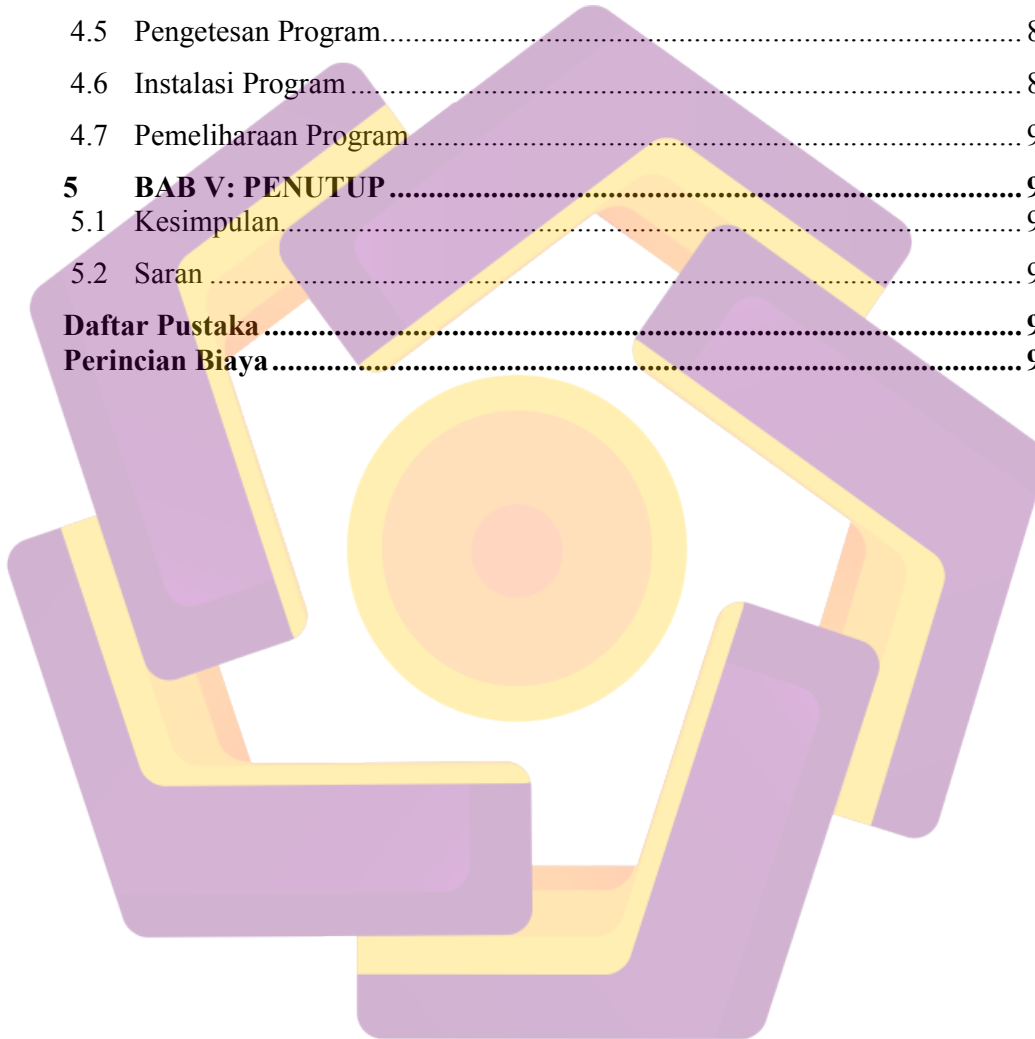 4.5 Pengetesan Program........................................................................................ 8
4.6 Instalasi Program ............................................................................................ 8
4.7 Pemeliharaan Program.................................................................................... 9
5 BAB V: PENUTUP........................................................................................ 9
5.1 Kesimpulan..................................................................................................... 9
5.2 Saran .............................................................................................................. 9
Daftar Pustaka ...................................................................................................... 9
Perincian Biaya..................................................................................................... 9